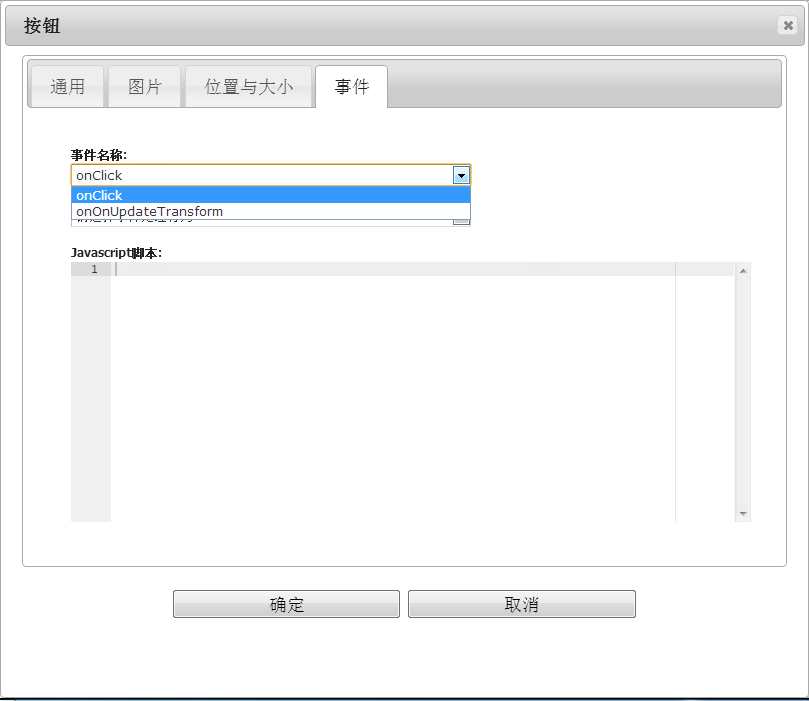 按钮
通用 图片 位置与大小 事件
事件名称:
onClick
onClick
onOnUpdateTransform
Javascript脚本:
1
确定 取消